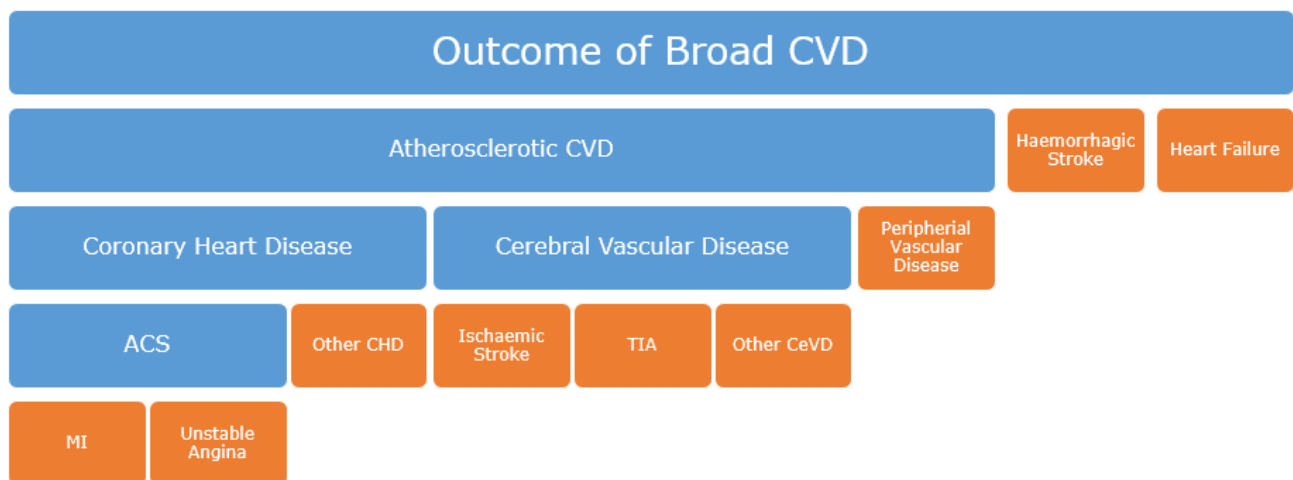 Outcome of Broad CVD
Atherosclerotic CVD
Haemorrhagic
Stroke
Heart Failure
Coronary Heart Disease
Cerebral Vascular Disease
Peripherial
Vascular
Disease
ACS
Other CHD
Ischaemic
Stroke
TIA
Other CeVD
MI
Unstable
Angina